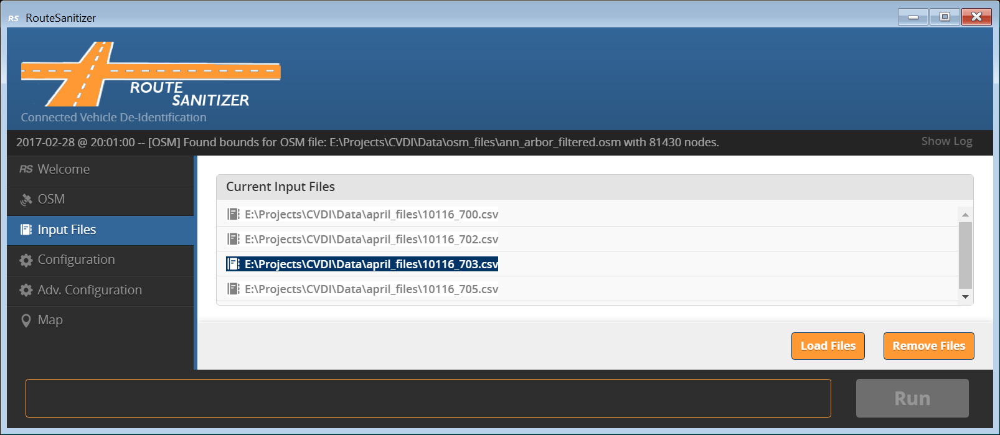 RS RouteSanitizer
ROUTE
SANITIZER
Connected Vehicle De-Identification
2017-02-28 @ 20:01:00 -- [OSM] Found bounds for OSM file: E:\Projects\CVDI\Data\osm_files\ann_arbor_filtered.osm with 81430 nodes.
Show Log
RS Welcome
OSM
Input Files
Configuration
Adv. Configuration
Map
Current Input Files
E:\Projects\CVDI\Data\april_files\10116_700.csv
E:\Projects\CVDI\Data\april_files\10116_702.csv
E:\Projects\CVDI\Data\april_files\10116_703.csv
E:\Projects\CVDI\Data\april_files\10116_705.csv
Load Files
Remove Files
Run